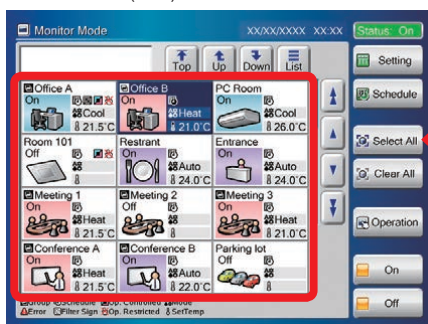 Monitor Mode XX/XX/XXXX XX:XX Status: On
Top Up Down List
Setting
Schedule
Select All
Clear All
Operation
On
Off
Office A
On
Cool
21.5°C
Office B
On
Heat
21.0°C
PC Room
On
Cool
26.0°C
Room 101
Off
Restrant
On
Auto
24.0°C
Entrance
On
Auto
24.0°C
Meeting 1
On
Heat
21.5°C
Meeting 2
Off
Meeting 3
On
Heat
21.0°C
Conference A
On
Heat
21.5°C
Conference B
On
Auto
22.0°C
Parking lot
Off
Group Schedule Op. Controlled Mode
Error Filter Sign Op. Restricted SetTemp